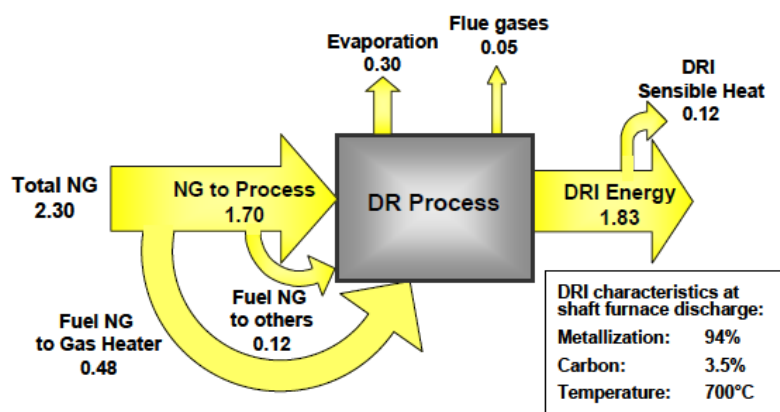 Evaporation
0.30
Flue gases
0.05
DRI
Sensible Heat
0.12
Total NG
2.30
NG to Process
1.70
DR Process
DRI Energy
1.83
Fuel NG
to others
0.12
Fuel NG
to Gas Heater
0.48
DRI characteristics at
shaft furnace discharge:
Metallization: 94%
Carbon: 3.5%
Temperature: 700°C